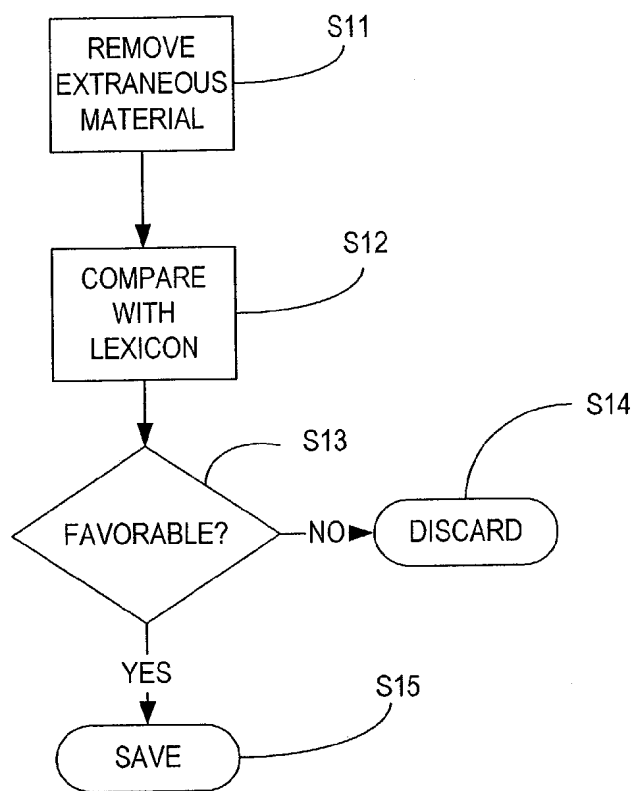 S11
REMOVE
EXTRANEOUS
MATERIAL
S12
COMPARE
WITH
LEXICON
S13
S14
FAVORABLE?
NO
DISCARD
YES
S15
SAVE